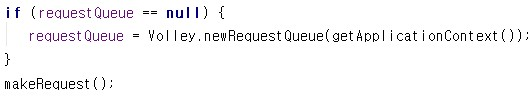 if (requestQueue == null) {
    requestQueue = Volley.newRequestQueue(getApplicationContext());
}
makeRequest();